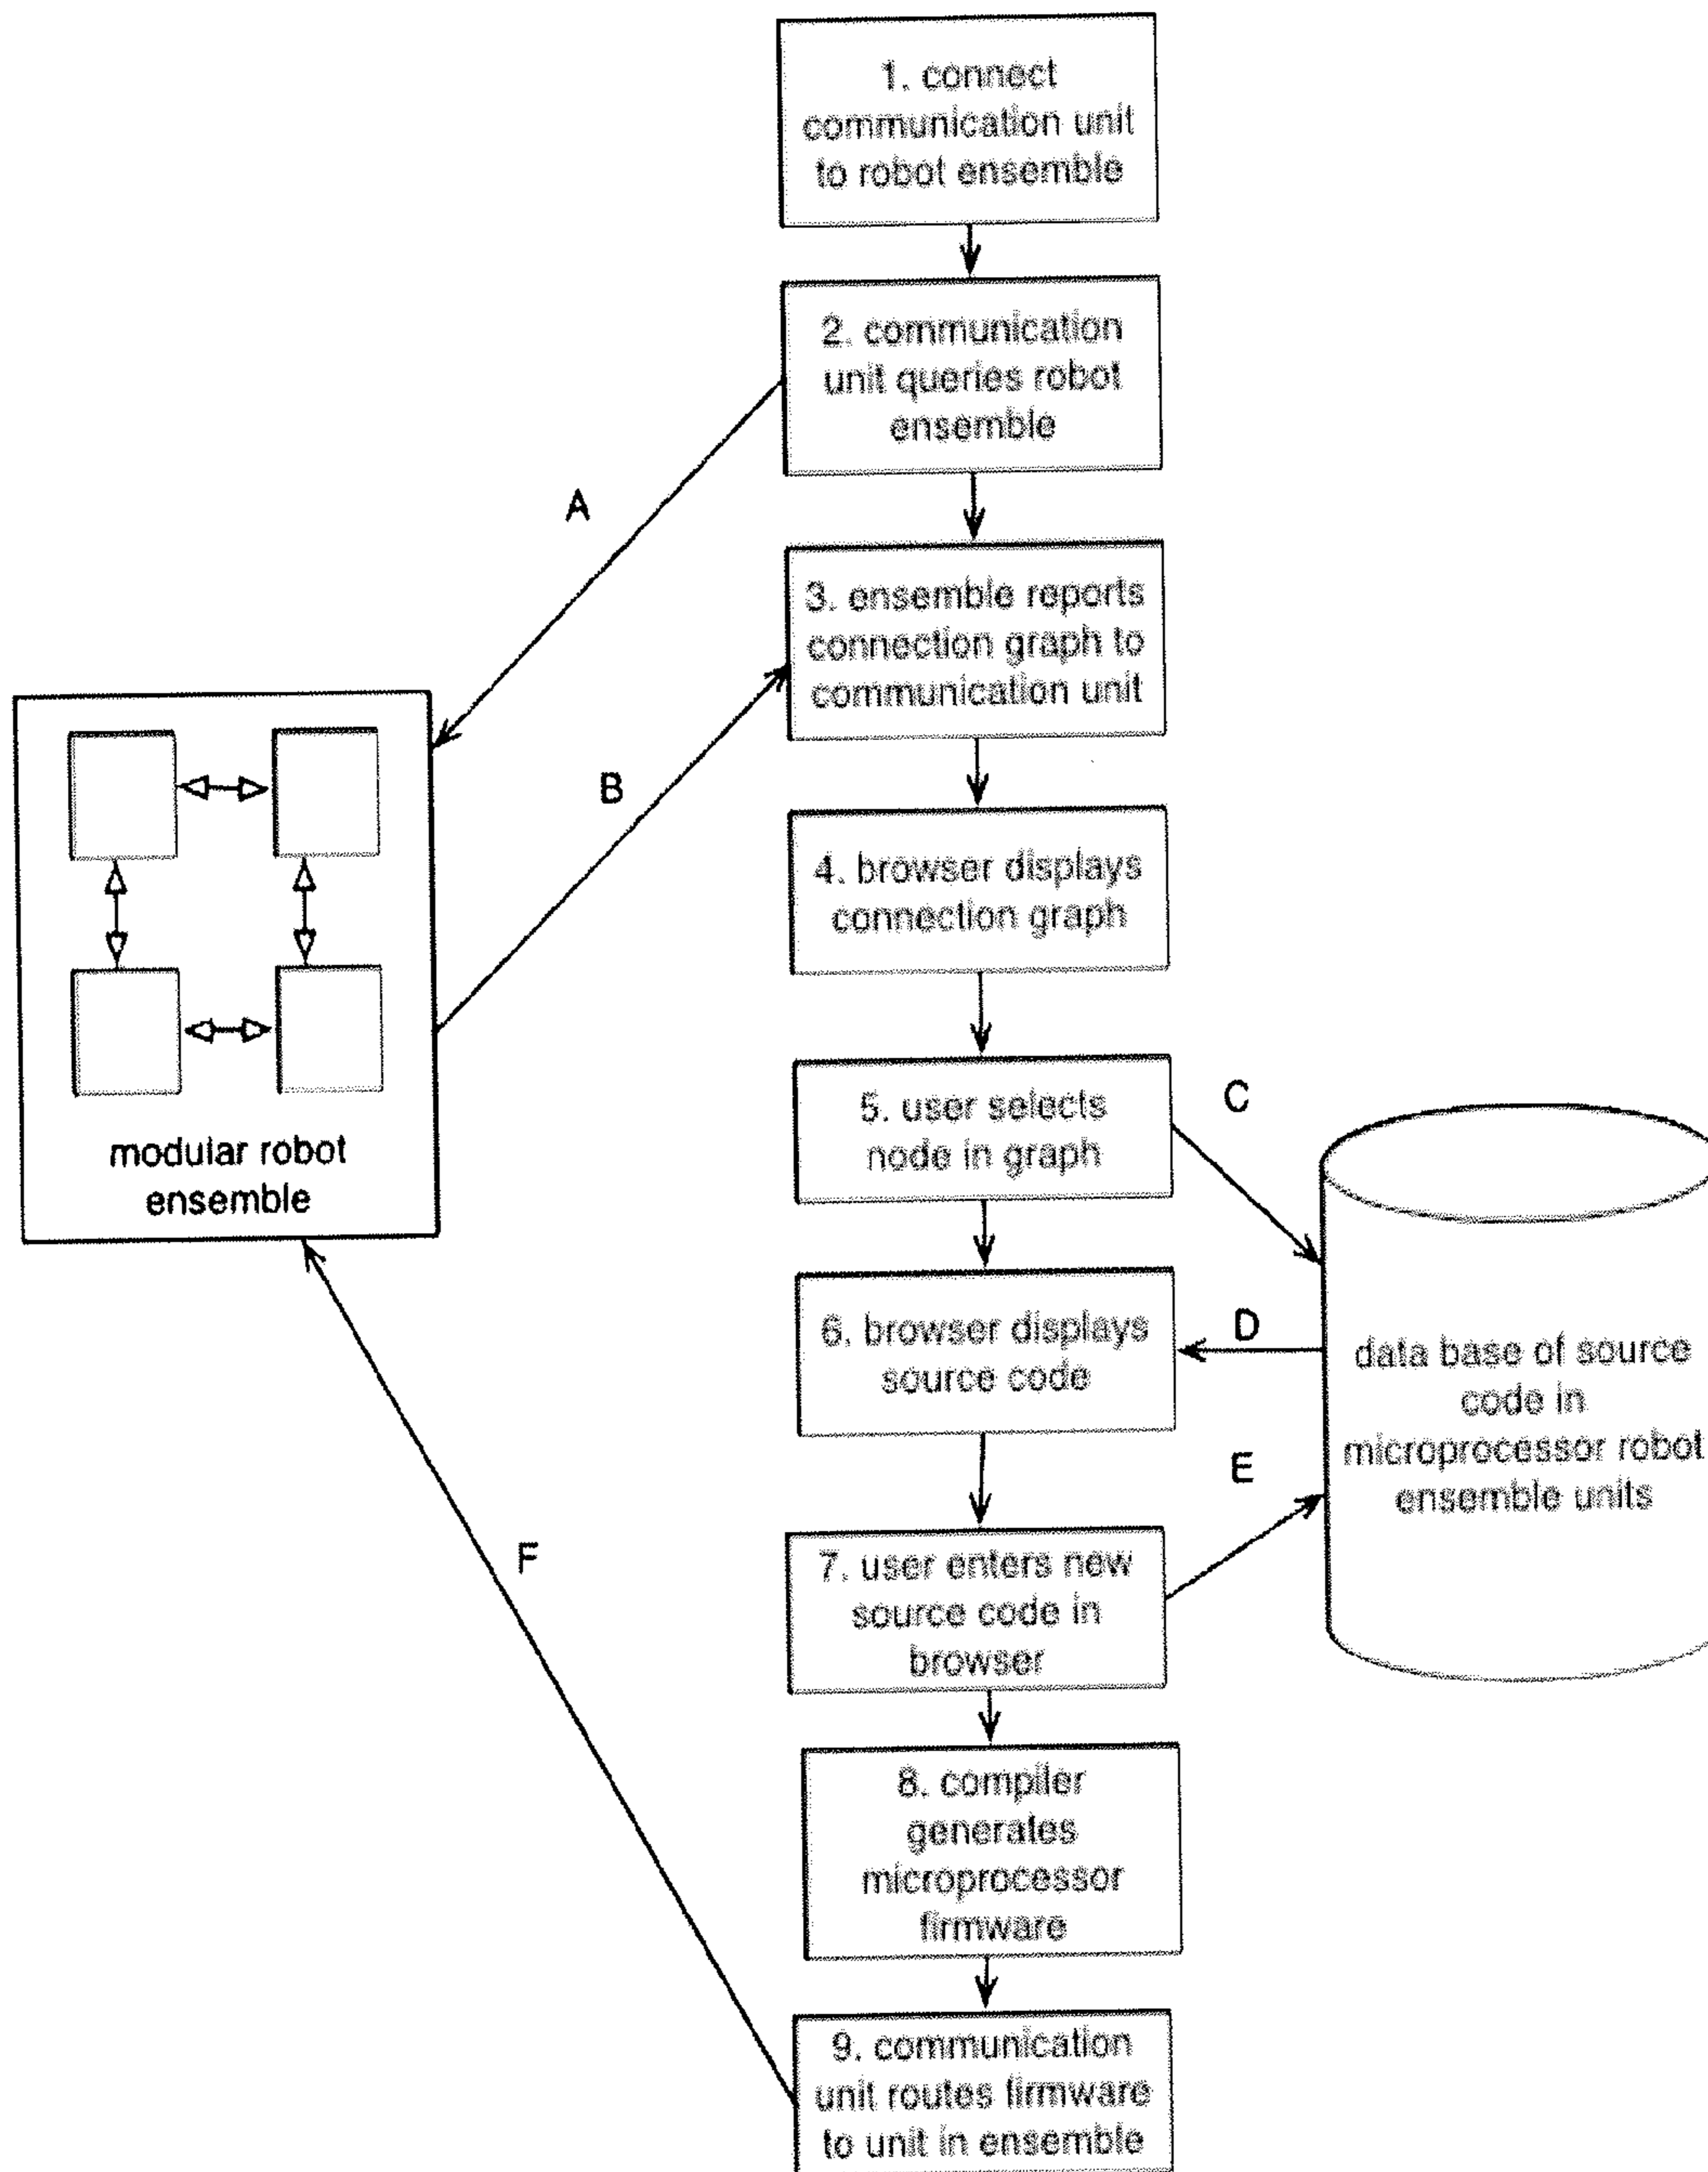 1. connect
communication unit
to robot ensemble
2. communication
unit queries robot
ensemble
A
3. ensemble reports
connection graph to
communication unit
B
modular robot
ensemble
4. browser displays
connection graph
5. user selects
node in graph
C
6. browser displays
source code
D
data base of source
code in
microprocessor robot
ensemble units
E
7. user enters new
source code in
browser
F
8. compiler
generates
microprocessor
firmware
9. communication
unit routes firmware
to unit in ensemble